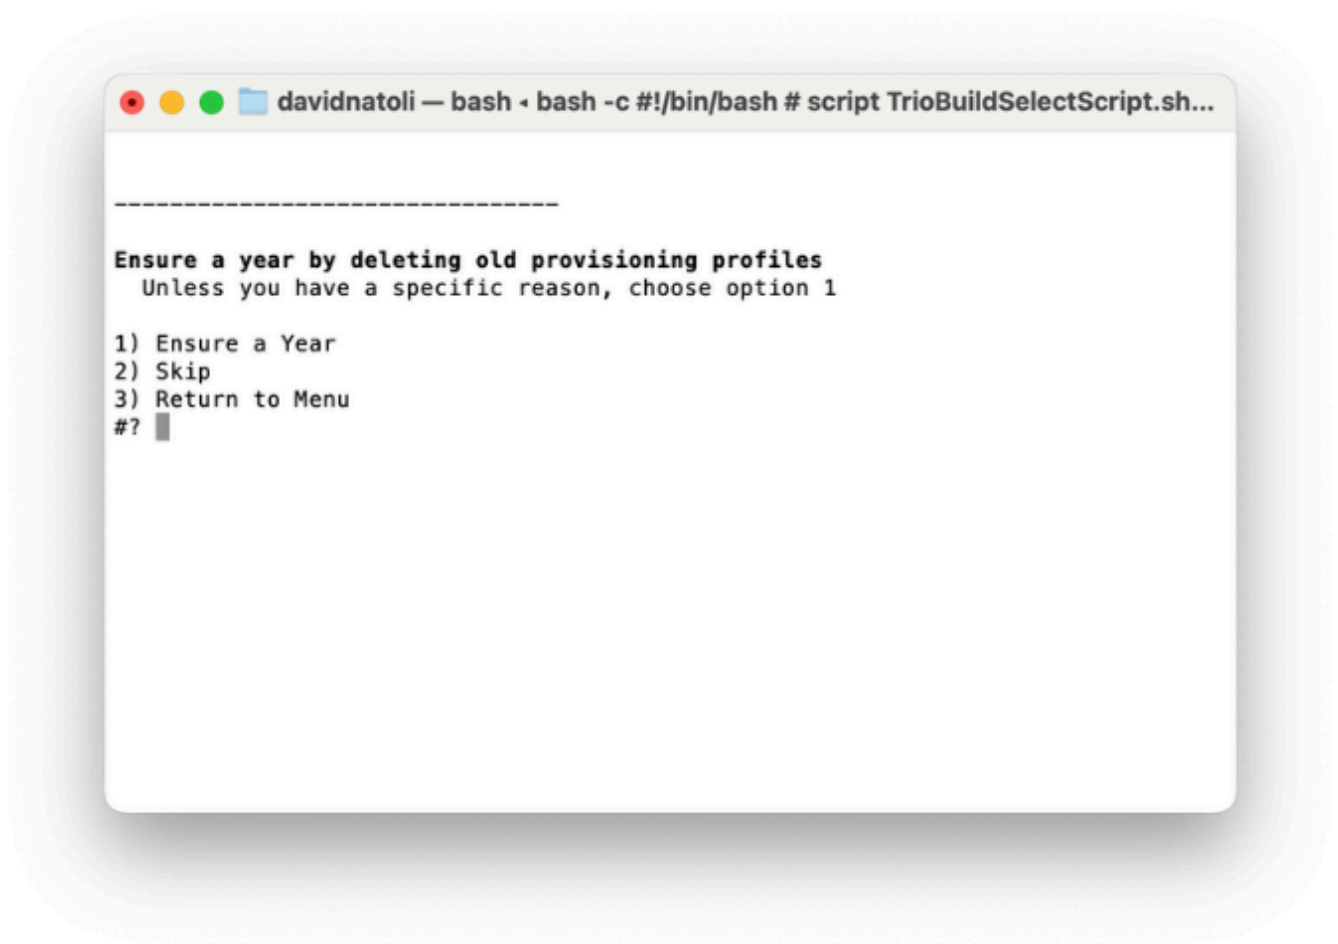 davidnatoli — bash ◂ bash -c #!/bin/bash # script TrioBuildSelectScript.sh...
--------------------------------
Ensure a year by deleting old provisioning profiles
Unless you have a specific reason, choose option 1
1) Ensure a Year
2) Skip
3) Return to Menu
#?